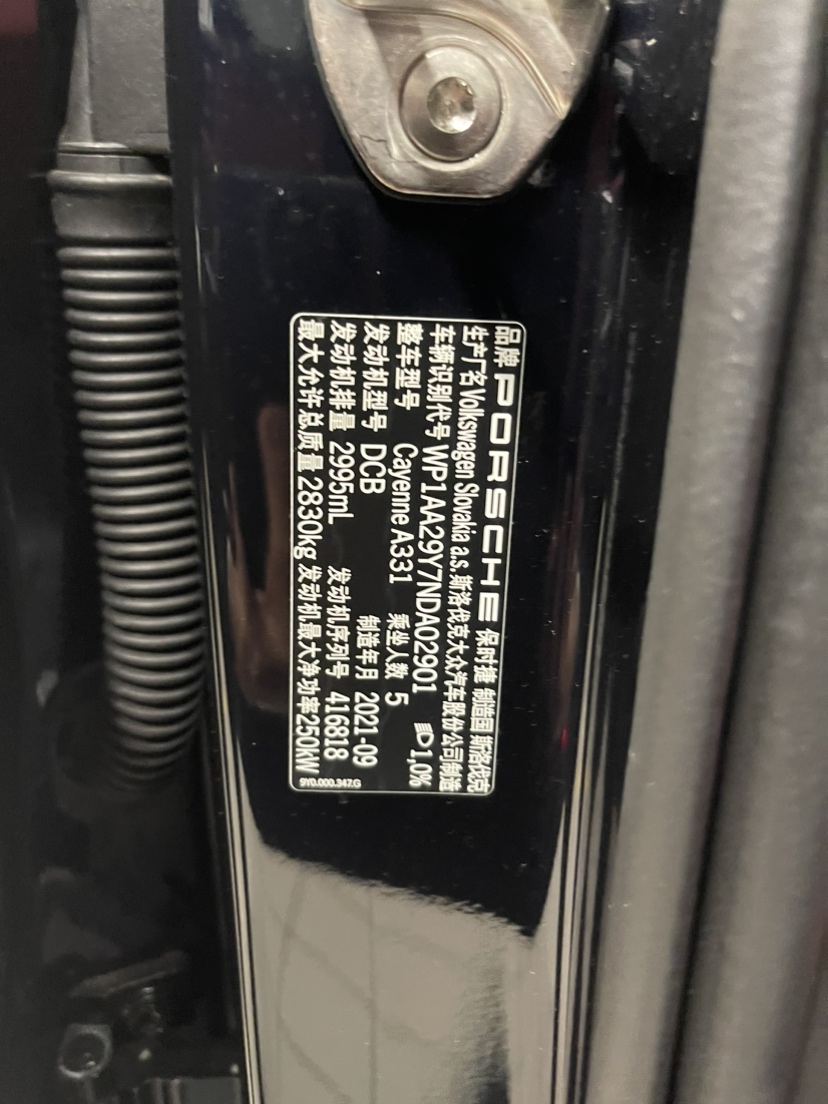 品牌 PORSCHE 保时捷 制造国 斯洛伐克
生产厂名 Volkswagen Slovakia a.s. 斯洛伐克大众汽车股份公司制造
车辆识别代号 WP1AA29Y7NDA02901 1,0%
整车型号 Cayenne A331 乘坐人数 5
发动机型号 DCB 制造年月 2021-09
发动机排量 2995mL 发动机序列号 416818
最大允许总质量 2830kg 发动机最大净功率 250kW
9Y0.000.347.G